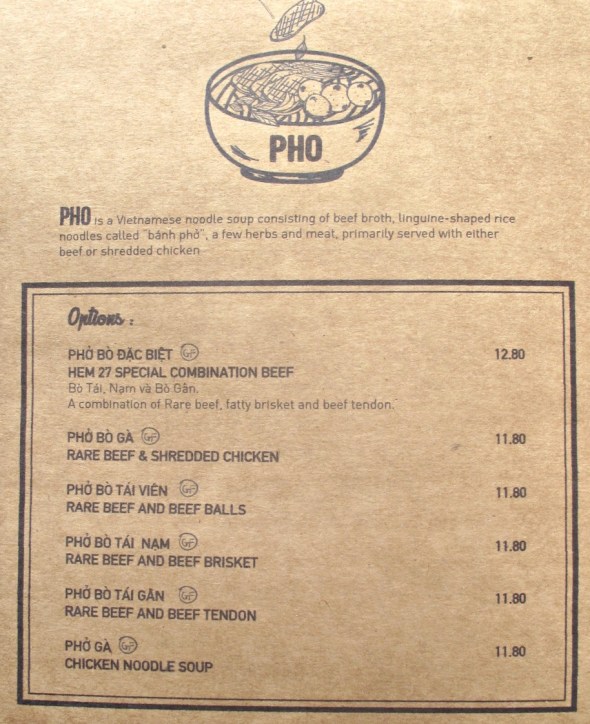 PHO
PHO is a Vietnamese noodle soup consisting of beef broth, linguine-shaped rice
noodles called "bánh phở", a few herbs and meat, primarily served with either
beef or shredded chicken
Options :
PHỞ BÒ ĐẶC BIỆT GF 12.80
HEM 27 SPECIAL COMBINATION BEEF
Bò Tái, Nạm và Bò Gân.
A combination of Rare beef, fatty brisket and beef tendon.
PHỞ BÒ GÀ GF 11.80
RARE BEEF & SHREDDED CHICKEN
PHỞ BÒ TÁI VIÊN GF 11.80
RARE BEEF AND BEEF BALLS
PHỞ BÒ TÁI NẠM GF 11.80
RARE BEEF AND BEEF BRISKET
PHỞ BÒ TÁI GÂN GF 11.80
RARE BEEF AND BEEF TENDON
PHỞ GÀ GF 11.80
CHICKEN NOODLE SOUP